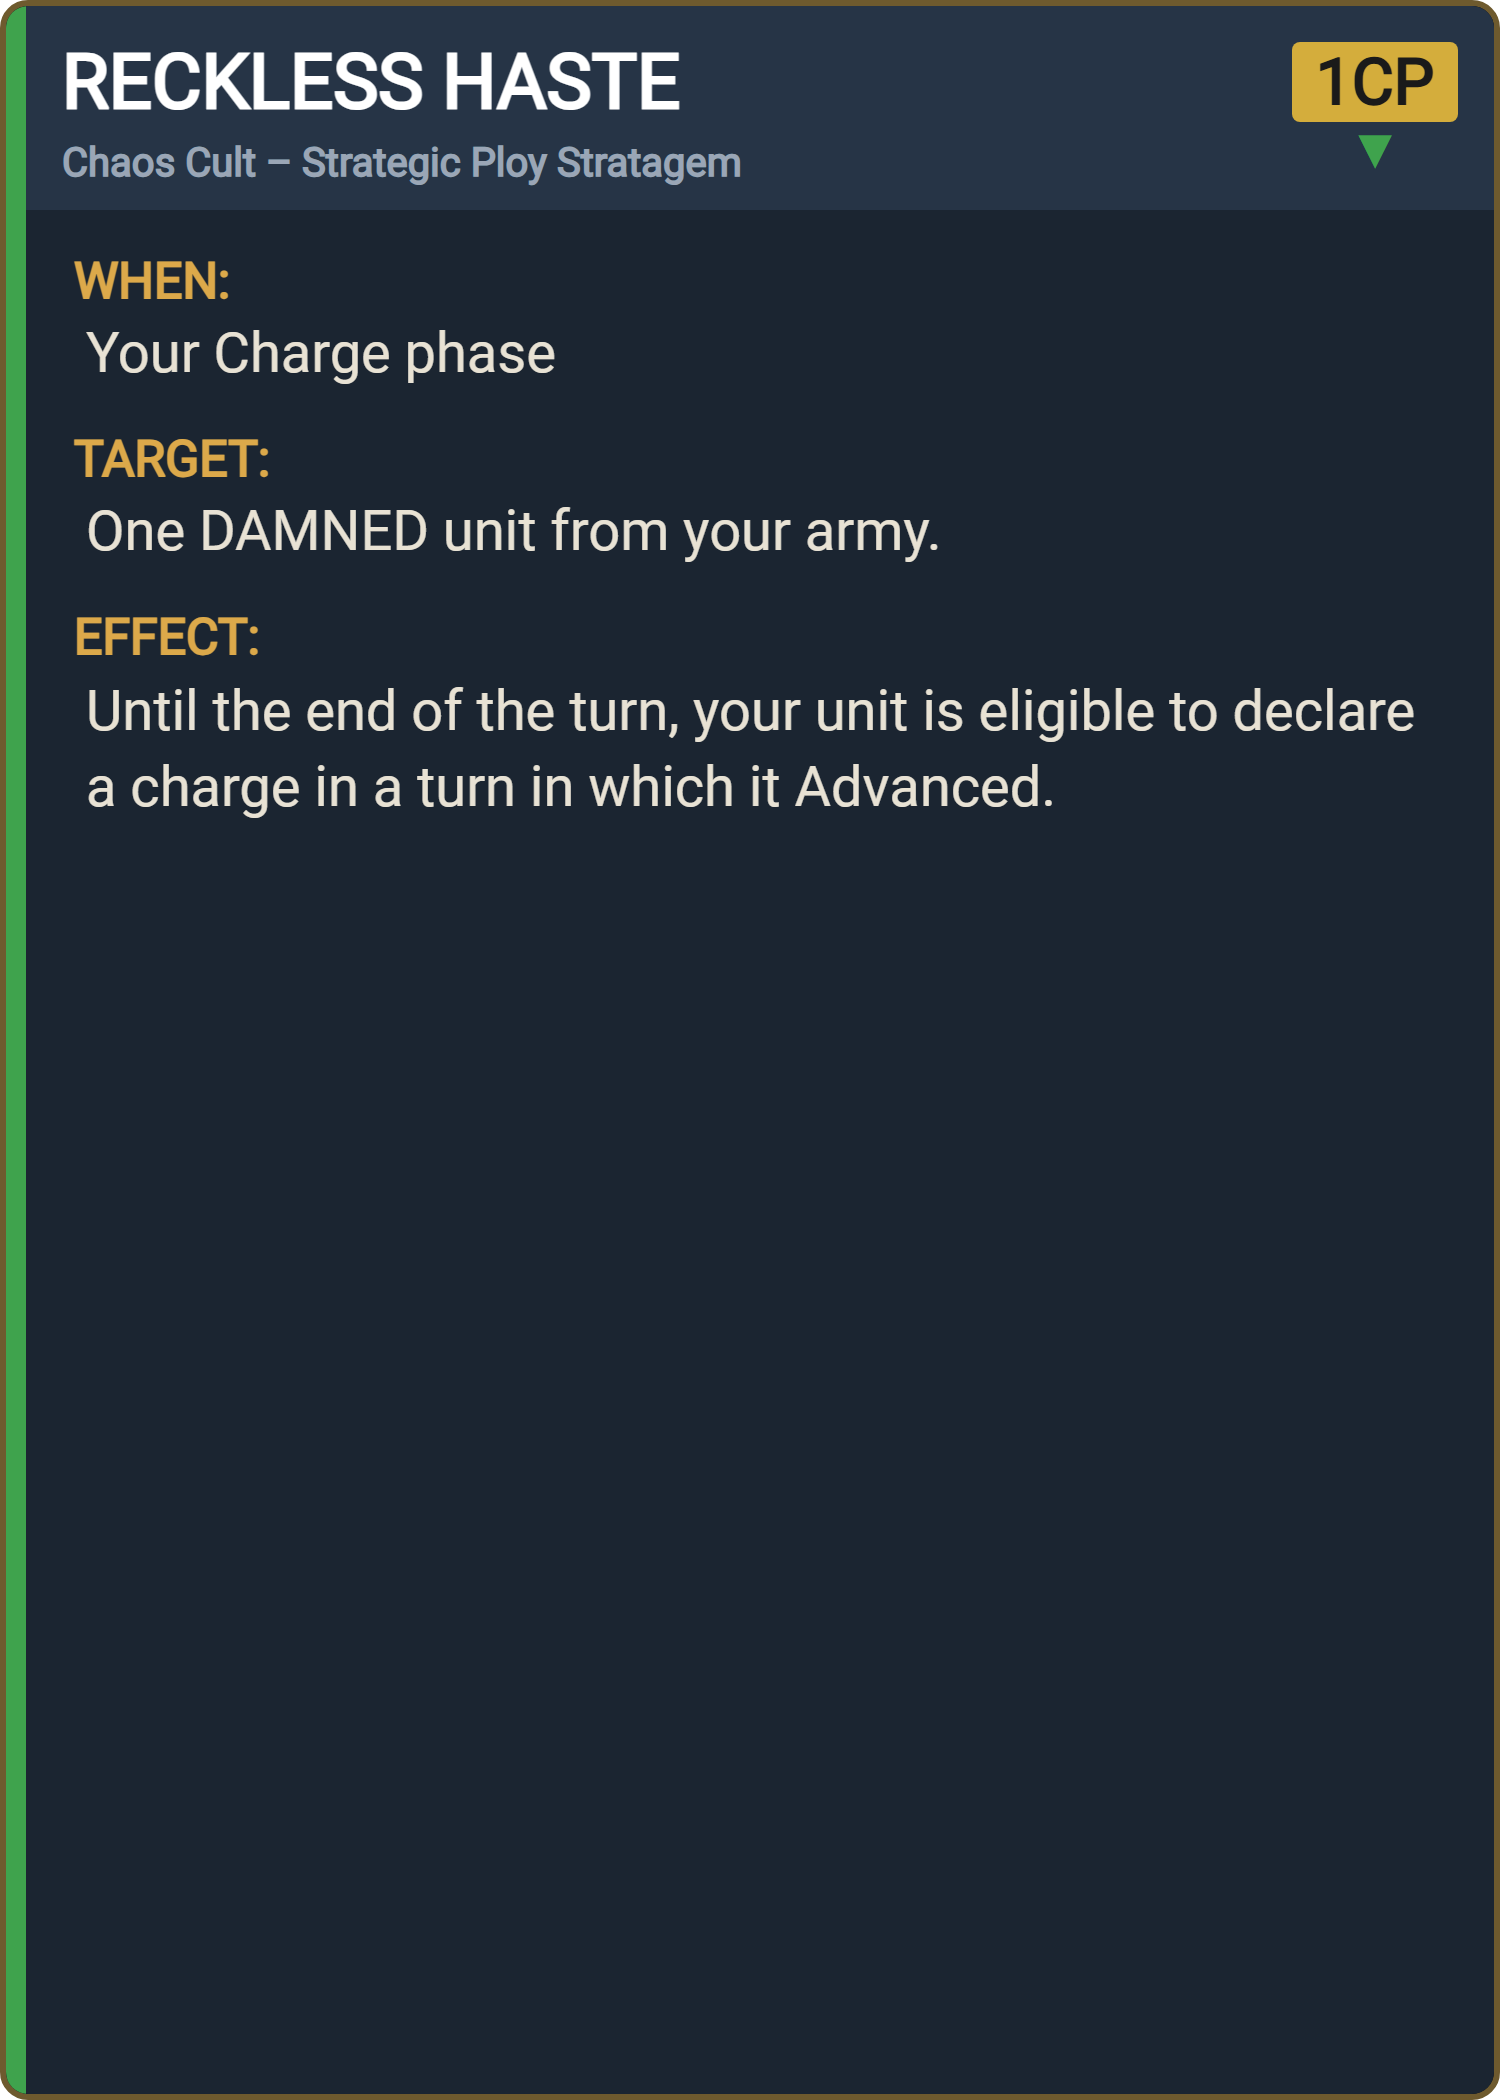 RECKLESS HASTE
1CP
Chaos Cult – Strategic Ploy Stratagem
WHEN:
Your Charge phase
TARGET:
One DAMNED unit from your army.
EFFECT:
Until the end of the turn, your unit is eligible to declare
a charge in a turn in which it Advanced.